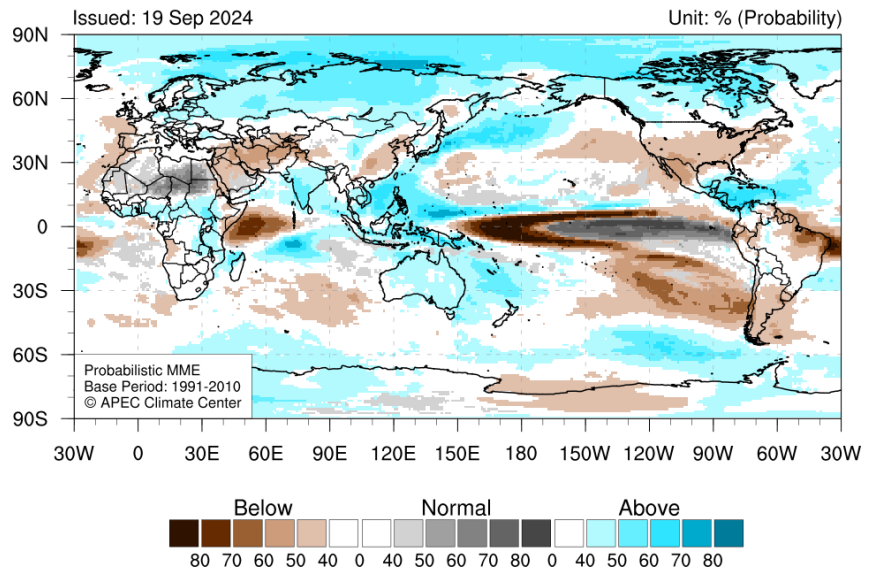 Issued: 19 Sep 2024 Unit: % (Probability)
90N
60N
30N
0
30S
60S
90S
Probabilistic MME
Base Period: 1991-2010
© APEC Climate Center
30W 0 30E 60E 90E 120E 150E 180 150W 120W 90W 60W 30W
Below Normal Above
80 70 60 50 40 0 40 50 60 70 80 0 40 50 60 70 80